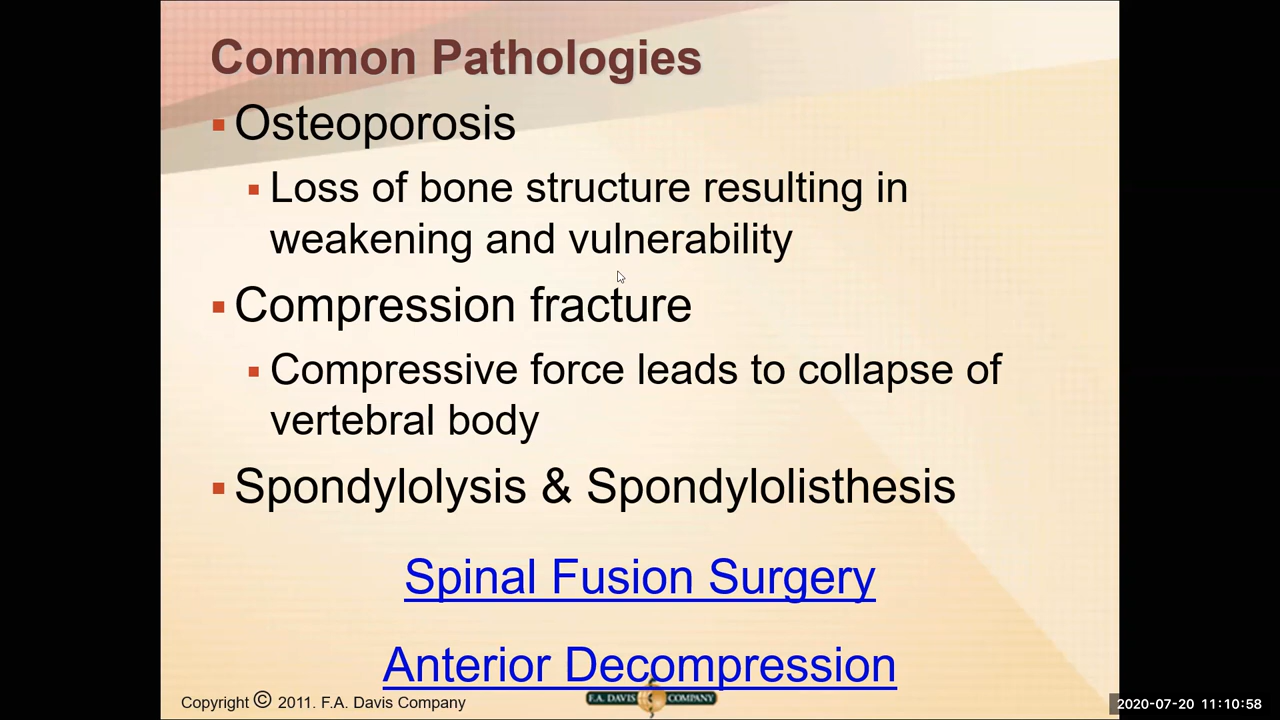 Common Pathologies
▪ Osteoporosis
▪ Loss of bone structure resulting in
weakening and vulnerability
▪ Compression fracture
▪ Compressive force leads to collapse of
vertebral body
▪ Spondylolysis & Spondylolisthesis
Spinal Fusion Surgery
Anterior Decompression
Copyright © 2011. F.A. Davis Company
F.A. DAVIS COMPANY
2020-07-20 11:10:58